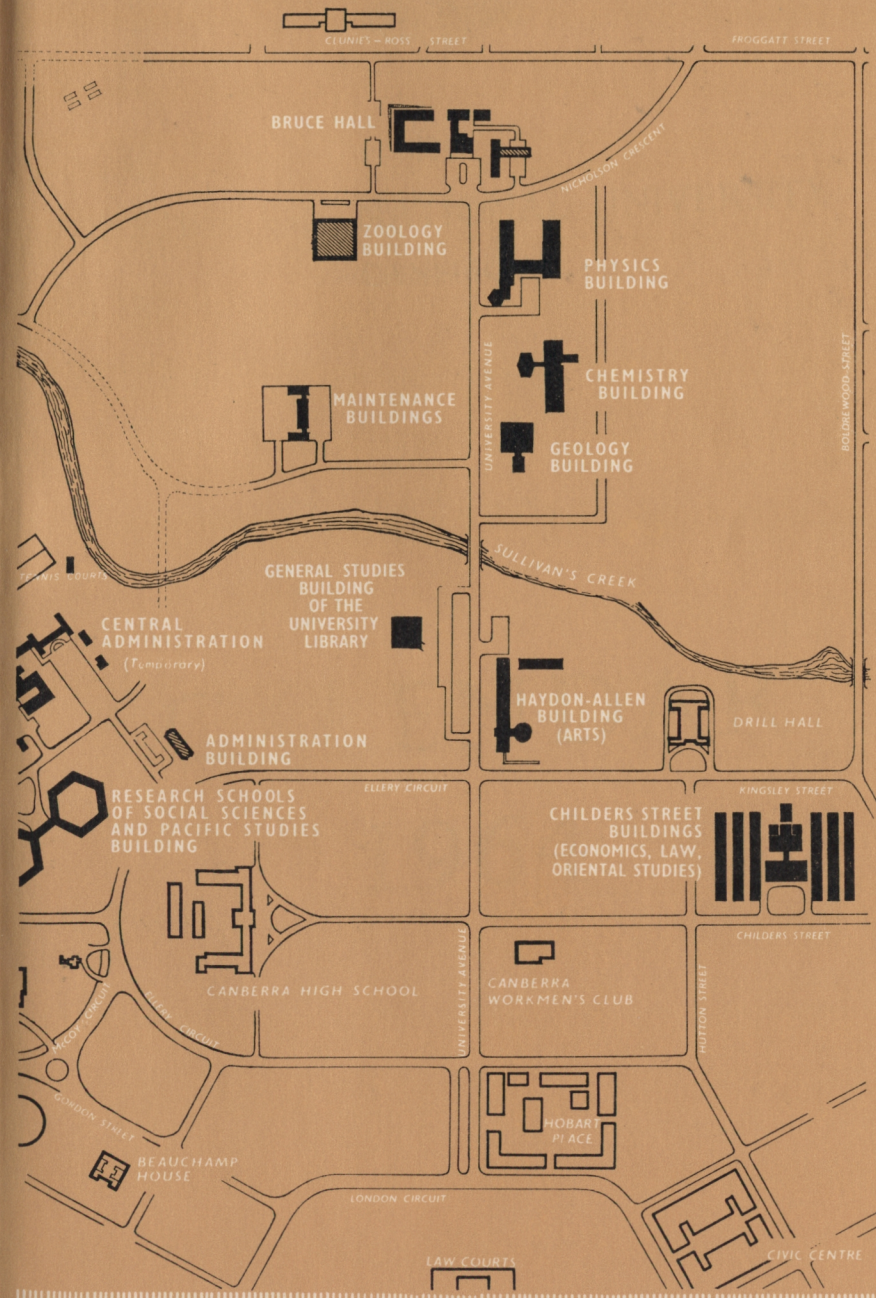 CLUNIES – ROSS STREET
FROGGATT STREET
BRUCE HALL
NICHOLSON CRESCENT
ZOOLOGY
BUILDING
PHYSICS
BUILDING
UNIVERSITY AVENUE
BOLDREWOOD STREET
CHEMISTRY
BUILDING
MAINTENANCE
BUILDINGS
GEOLOGY
BUILDING
SULLIVAN'S CREEK
TENNIS COURTS
GENERAL STUDIES
BUILDING
OF THE
UNIVERSITY
LIBRARY
CENTRAL
ADMINISTRATION
(Temporary)
HAYDON-ALLEN
BUILDING
(ARTS)
DRILL HALL
ADMINISTRATION
BUILDING
ELLERY CIRCUIT
KINGSLEY STREET
RESEARCH SCHOOLS
OF SOCIAL SCIENCES
AND PACIFIC STUDIES
BUILDING
CHILDERS STREET
BUILDINGS
(ECONOMICS, LAW,
ORIENTAL STUDIES)
CHILDERS STREET
UNIVERSITY AVENUE
HUTTON STREET
CANBERRA HIGH SCHOOL
CANBERRA
WORKMEN'S CLUB
McCOY CIRCUIT
ELLERY CIRCUIT
GORDON STREET
HOBART
PLACE
BEAUCHAMP
HOUSE
LONDON CIRCUIT
LAW COURTS
CIVIC CENTRE